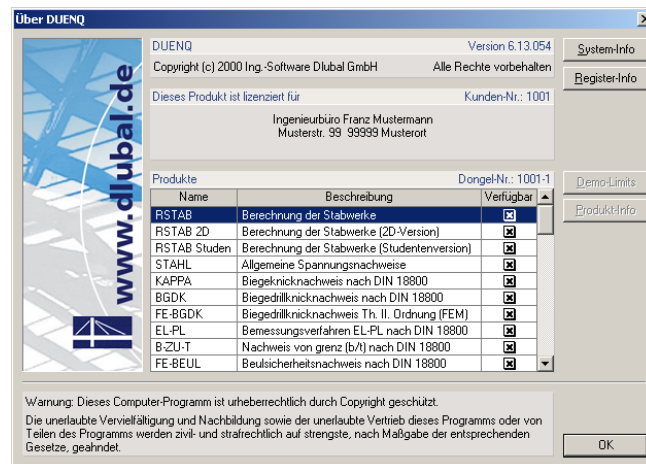 Über DUENQ
www.dlubal.de
DUENQ Version 6.13.054
Copyright (c) 2000 Ing.-Software Dlubal GmbH Alle Rechte vorbehalten
Dieses Produkt ist lizenziert für Kunden-Nr.: 1001
Ingenieurbüro Franz Mustermann
Musterstr. 99 99999 Musterort
Produkte Dongel-Nr.: 1001-1
Name Beschreibung Verfügbar
RSTAB Berechnung der Stabwerke
RSTAB 2D Berechnung der Stabwerke (2D-Version)
RSTAB Studen Berechnung der Stabwerke (Studentenversion)
STAHL Allgemeine Spannungsnachweise
KAPPA Biegeknicknachweis nach DIN 18800
BGDK Biegedrillknicknachweis nach DIN 18800
FE-BGDK Biegedrillknicknachweis Th. II. Ordnung (FEM)
EL-PL Bemessungsverfahren EL-PL nach DIN 18800
B-ZU-T Nachweis von grenz (b/t) nach DIN 18800
FE-BEUL Beulsicherheitsnachweis nach DIN 18800
System-Info
Register-Info
Demo-Limits
Produkt-Info
Warnung: Dieses Computer-Programm ist urheberrechtlich durch Copyright geschützt.
Die unerlaubte Vervielfältigung und Nachbildung sowie der unerlaubte Vertrieb dieses Programms oder von
Teilen des Programms werden zivil- und strafrechtlich auf strengste, nach Maßgabe der entsprechenden
Gesetze, geahndet.
OK